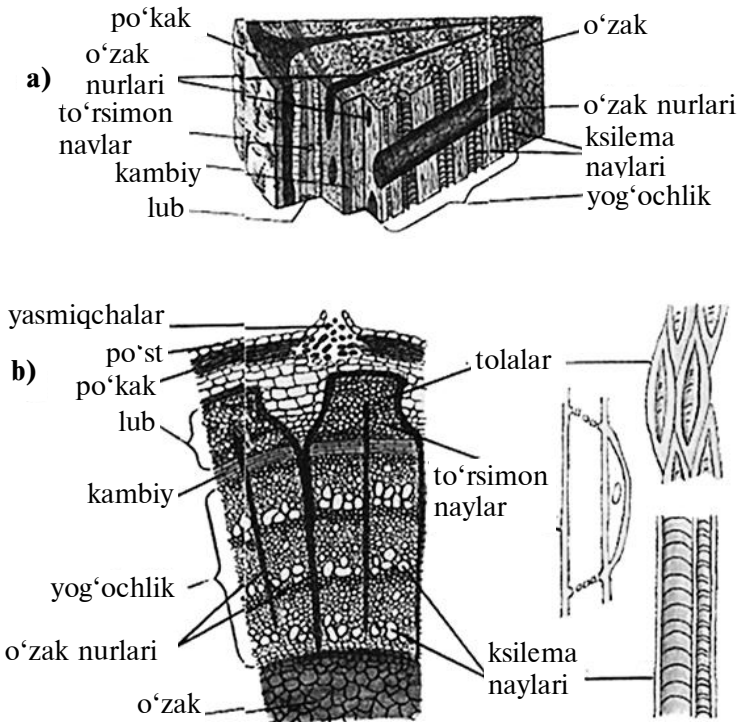 a)
po‘kak
o‘zak
nurlari
to‘rsimon
navlar
kambiy
lub
o‘zak
o‘zak nurlari
ksilema
naylari
yog‘ochlik
b)
yasmiqchalar
po‘st
po‘kak
lub
kambiy
yog‘ochlik
o‘zak nurlari
o‘zak
tolalar
to‘rsimon
naylar
ksilema
naylari